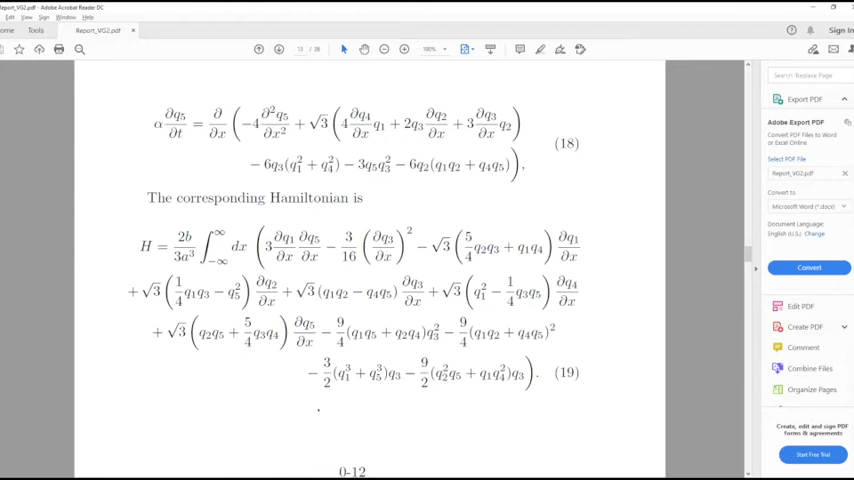 Report_VG2.pdf - Adobe Acrobat Reader DC
Edit View Sign Window Help
Home Tools Report_VG2.pdf × Sign In
13 / 28 100%
α ∂q₅/∂t = ∂/∂x ( −4 ∂²q₅/∂x² + √3 ( 4 ∂q₄/∂x q₁ + 2q₃ ∂q₂/∂x + 3 ∂q₃/∂x q₂ )
− 6q₃(q₁² + q₄²) − 3q₅q₃² − 6q₂(q₁q₂ + q₄q₅) ), (18)
The corresponding Hamiltonian is
H = 2b/3a³ ∫_{−∞}^{∞} dx ( 3 ∂q₁/∂x ∂q₅/∂x − 3/16 (∂q₃/∂x)² − √3 ( 5/4 q₂q₃ + q₁q₄ ) ∂q₁/∂x
+ √3 ( 1/4 q₁q₃ − q₅² ) ∂q₂/∂x + √3 (q₁q₂ − q₄q₅) ∂q₃/∂x + √3 ( q₁² − 1/4 q₃q₅ ) ∂q₄/∂x
+ √3 ( q₂q₅ + 5/4 q₃q₄ ) ∂q₅/∂x − 9/4 (q₁q₅ + q₂q₄)q₃² − 9/4 (q₁q₂ + q₄q₅)²
− 3/2 (q₁³ + q₅³)q₃ − 9/2 (q₂²q₅ + q₁q₄²)q₃ ). (19)
0-12
Search 'Replace Page'
Export PDF
Adobe Export PDF
Convert PDF Files to Word
or Excel Online
Select PDF File
Report_VG2.pdf ×
Convert to
Microsoft Word (*.docx)
Document Language:
English (U.S.) Change
Convert
Edit PDF
Create PDF
Comment
Combine Files
Organize Pages
Create, edit and sign PDF
forms & agreements
Start Free Trial